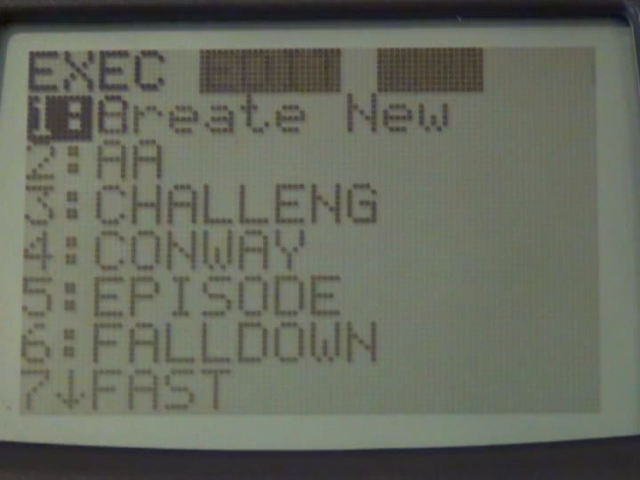 EXEC
1:Create New
2:AA
3:CHALLENG
4:CONWAY
5:EPISODE
6:FALLDOWN
7↓FAST